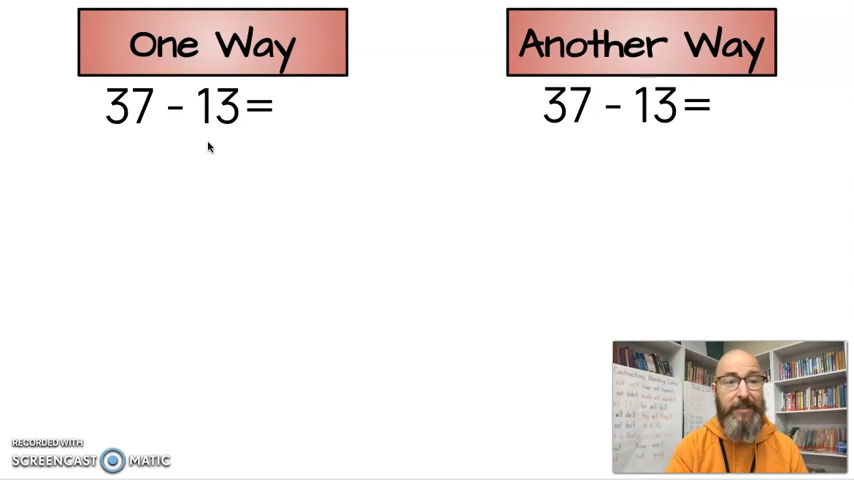 One Way
37 - 13=
Another Way
37 - 13=
RECORDED WITH
SCREENCAST MATIC